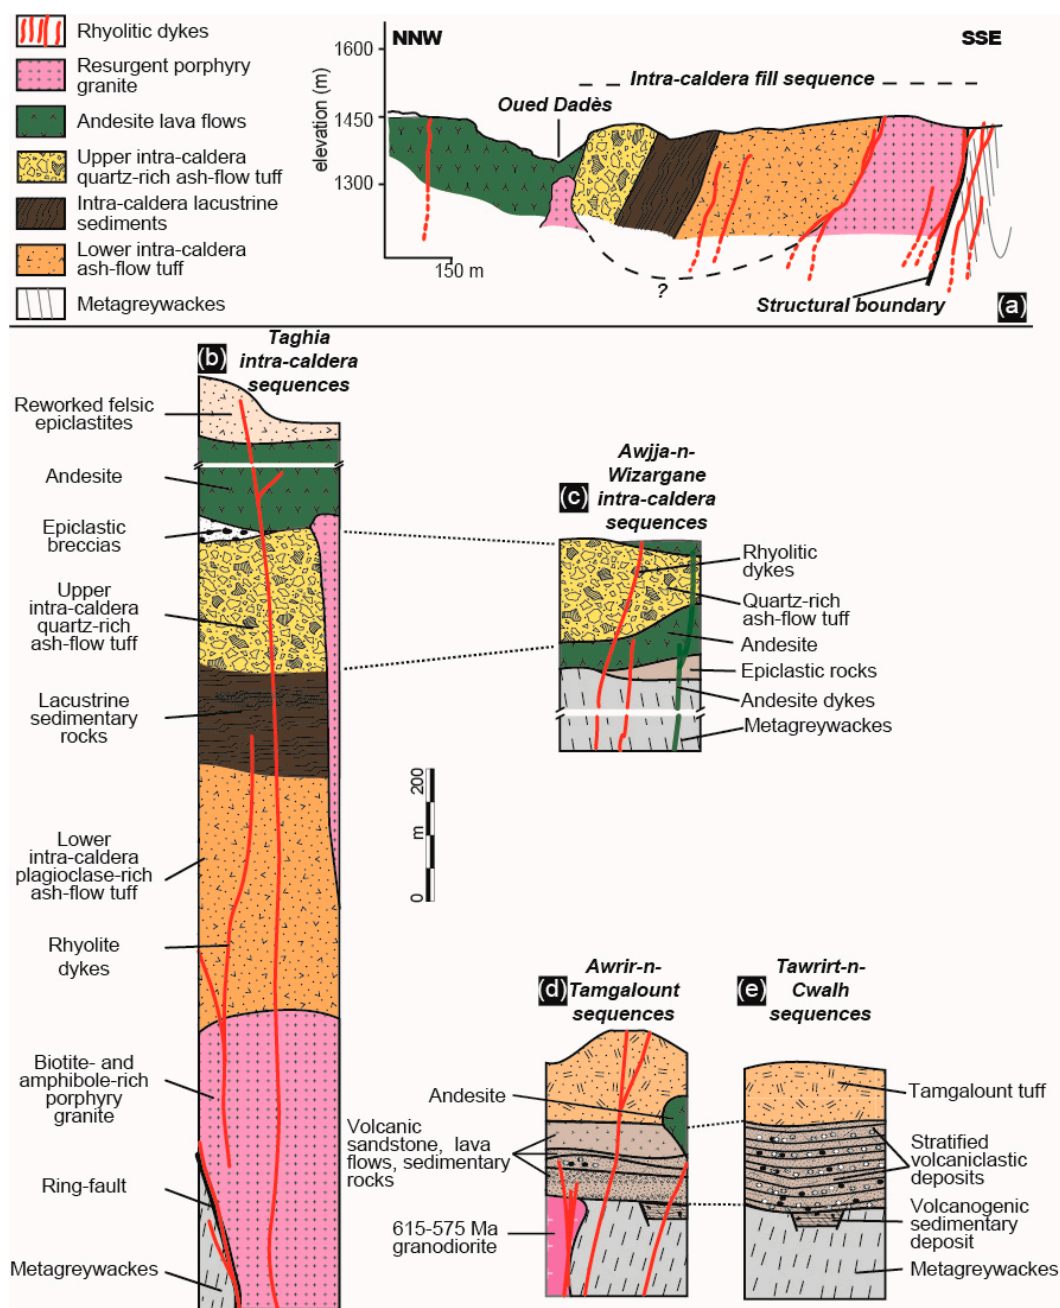 Rhyolitic dykes
Resurgent porphyry
granite
Andesite lava flows
Upper intra-caldera
quartz-rich ash-flow tuff
Intra-caldera lacustrine
sediments
Lower intra-caldera
ash-flow tuff
Metagreywackes
elevation (m)
1600
1450
1300
NNW
SSE
Intra-caldera fill sequence
Oued Dadès
150 m
?
Structural boundary
(a)
(b)
Taghia
intra-caldera
sequences
Reworked felsic
epiclastites
Andesite
Epiclastic
breccias
Upper
intra-caldera
quartz-rich
ash-flow tuff
Lacustrine
sedimentary
rocks
Lower
intra-caldera
plagioclase-rich
ash-flow tuff
Rhyolite
dykes
Biotite- and
amphibole-rich
porphyry
granite
Ring-fault
Metagreywackes
200
m
0
(c)
Awjja-n-
Wizargane
intra-caldera
sequences
Rhyolitic
dykes
Quartz-rich
ash-flow tuff
Andesite
Epiclastic rocks
Andesite dykes
Metagreywackes
(d)
Awrir-n-
Tamgalount
sequences
Andesite
Volcanic
sandstone, lava
flows, sedimentary
rocks
615-575 Ma
granodiorite
(e)
Tawrirt-n-
Cwalh
sequences
Tamgalount tuff
Stratified
volcaniclastic
deposits
Volcanogenic
sedimentary
deposit
Metagreywackes